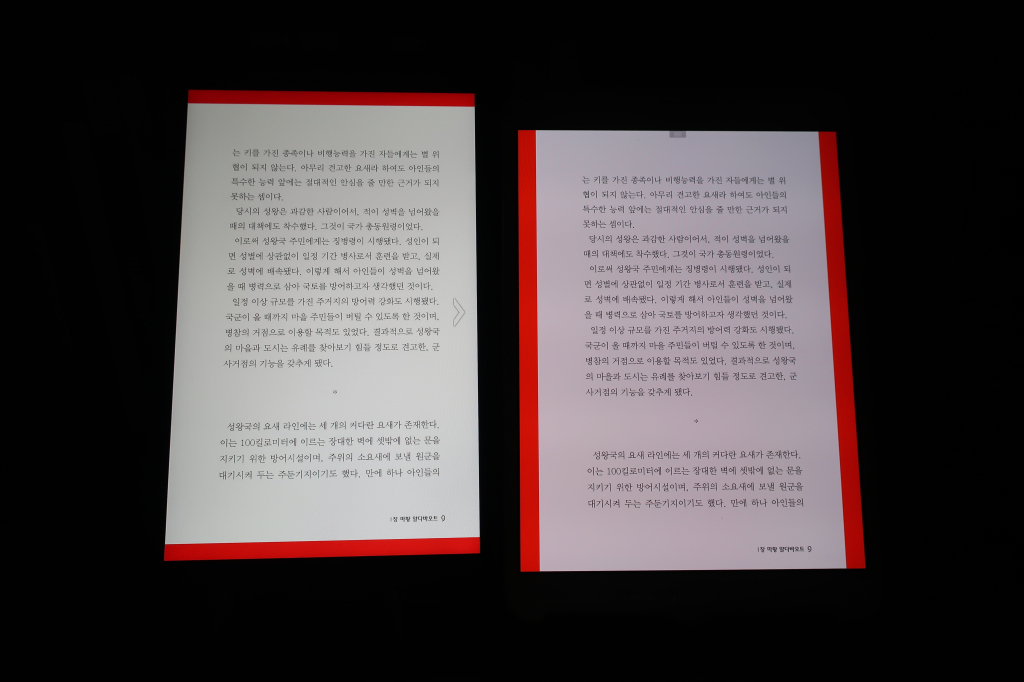 는 키를 가진 종족이나 비행능력을 가진 자들에게는 별 위
협이 되지 않는다. 아무리 견고한 요새라 하여도 아인들의
특수한 능력 앞에는 절대적인 안심을 줄 만한 근거가 되지
못하는 셈이다.
당시의 성왕은 과감한 사람이어서, 적이 성벽을 넘어왔을
때의 대책에도 착수했다. 그것이 국가 총동원령이었다.
이로써 성왕국 주민에게는 징병령이 시행됐다. 성인이 되
면 성별에 상관없이 일정 기간 병사로서 훈련을 받고, 실제
로 성벽에 배속됐다. 이렇게 해서 아인들이 성벽을 넘어왔
을 때 병력으로 삼아 국토를 방어하고자 생각했던 것이다.
일정 이상 규모를 가진 주거지의 방어력 강화도 시행됐다.
국군이 올 때까지 마을 주민들이 버틸 수 있도록 한 것이며,
병참의 거점으로 이용할 목적도 있었다. 결과적으로 성왕국
의 마을과 도시는 유례를 찾아보기 힘들 정도로 견고한, 군
사거점의 기능을 갖추게 됐다.
*
성왕국의 요새 라인에는 세 개의 커다란 요새가 존재한다.
이는 100킬로미터에 이르는 장대한 벽에 셋밖에 없는 문을
지키기 위한 방어시설이며, 주위의 소요새에 보낼 원군을
대기시켜 두는 주둔기지이기도 했다. 만에 하나 아인들의
1장 마황 얄다바오트 9
는 키를 가진 종족이나 비행능력을 가진 자들에게는 별 위
협이 되지 않는다. 아무리 견고한 요새라 하여도 아인들의
특수한 능력 앞에는 절대적인 안심을 줄 만한 근거가 되지
못하는 셈이다.
당시의 성왕은 과감한 사람이어서, 적이 성벽을 넘어왔을
때의 대책에도 착수했다. 그것이 국가 총동원령이었다.
이로써 성왕국 주민에게는 징병령이 시행됐다. 성인이 되
면 성별에 상관없이 일정 기간 병사로서 훈련을 받고, 실제
로 성벽에 배속됐다. 이렇게 해서 아인들이 성벽을 넘어왔
을 때 병력으로 삼아 국토를 방어하고자 생각했던 것이다.
일정 이상 규모를 가진 주거지의 방어력 강화도 시행됐다.
국군이 올 때까지 마을 주민들이 버틸 수 있도록 한 것이며,
병참의 거점으로 이용할 목적도 있었다. 결과적으로 성왕국
의 마을과 도시는 유례를 찾아보기 힘들 정도로 견고한, 군
사거점의 기능을 갖추게 됐다.
*
성왕국의 요새 라인에는 세 개의 커다란 요새가 존재한다.
이는 100킬로미터에 이르는 장대한 벽에 셋밖에 없는 문을
지키기 위한 방어시설이며, 주위의 소요새에 보낼 원군을
대기시켜 두는 주둔기지이기도 했다. 만에 하나 아인들의
1장 마황 얄다바오트 9